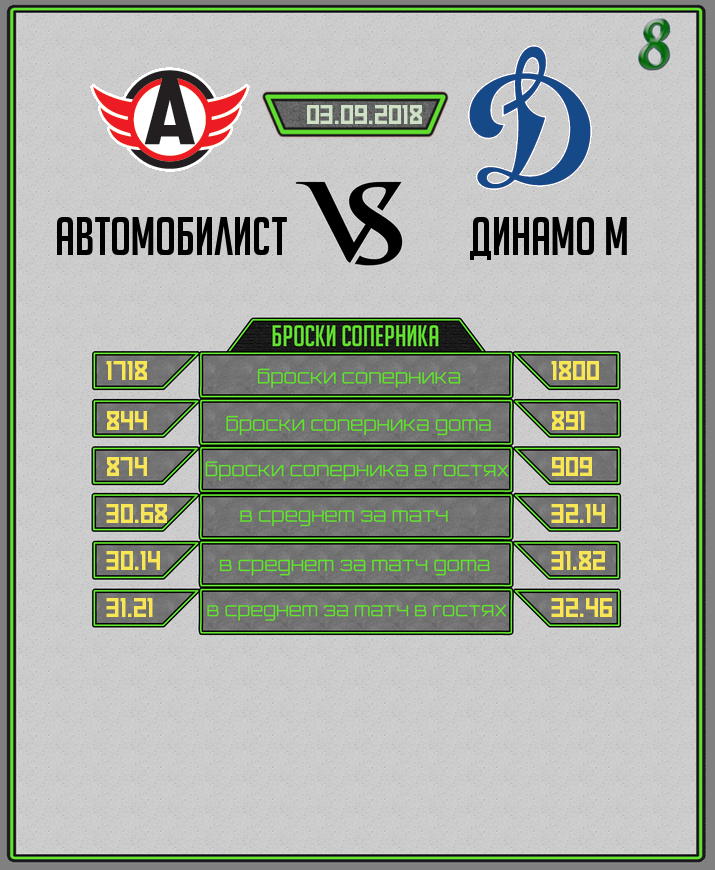 8
А
03.09.2018
Д
VS
АВТОМОБИЛИСТ
ДИНАМО М
БРОСКИ СОПЕРНИКА
1718 Броски соперника 1800
844 Броски соперника дома 891
874 Броски соперника в гостях 909
30.68 в среднем за матч 32.14
30.14 в среднем за матч дома 31.82
31.21 в среднем за матч в гостях 32.46